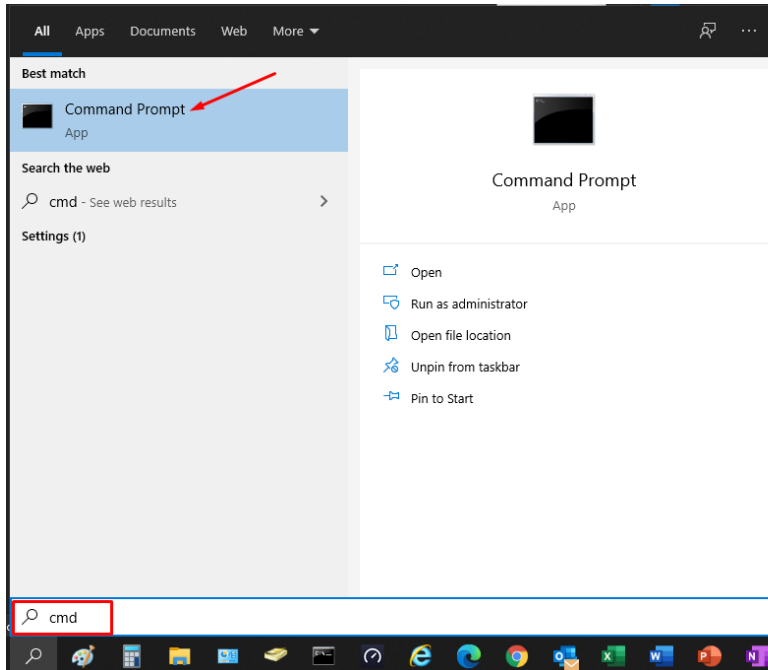 All Apps Documents Web More
Best match
Command Prompt
App
Search the web
cmd - See web results
Settings (1)
Command Prompt
App
Open
Run as administrator
Open file location
Unpin from taskbar
Pin to Start
cmd